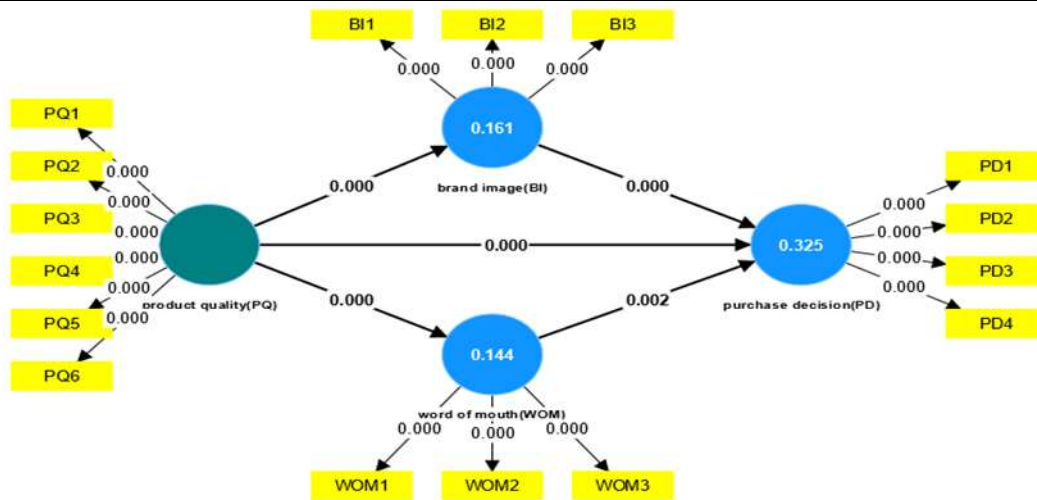 BI1
BI2
BI3
0.000
0.000
0.000
0.161
brand image(BI)
PQ1
PQ2
PQ3
PQ4
PQ5
PQ6
0.000
0.000
0.000
0.000
0.000
0.000
product quality(PQ)
0.000
0.000
0.000
0.000
0.002
0.325
purchase decision(PD)
0.000
0.000
0.000
0.000
PD1
PD2
PD3
PD4
0.144
word of mouth(WOM)
0.000
0.000
0.000
WOM1
WOM2
WOM3